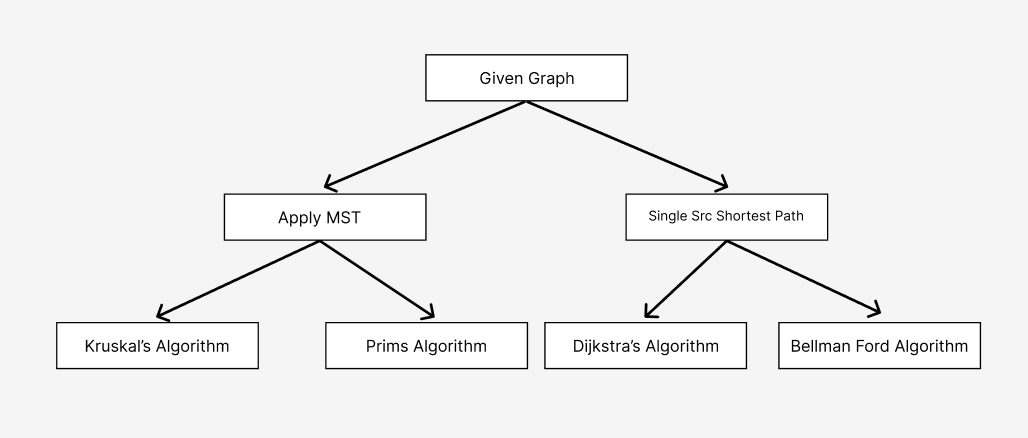 Given Graph
Apply MST
Single Src Shortest Path
Kruskal’s Algorithm
Prims Algorithm
Dijkstra’s Algorithm
Bellman Ford Algorithm